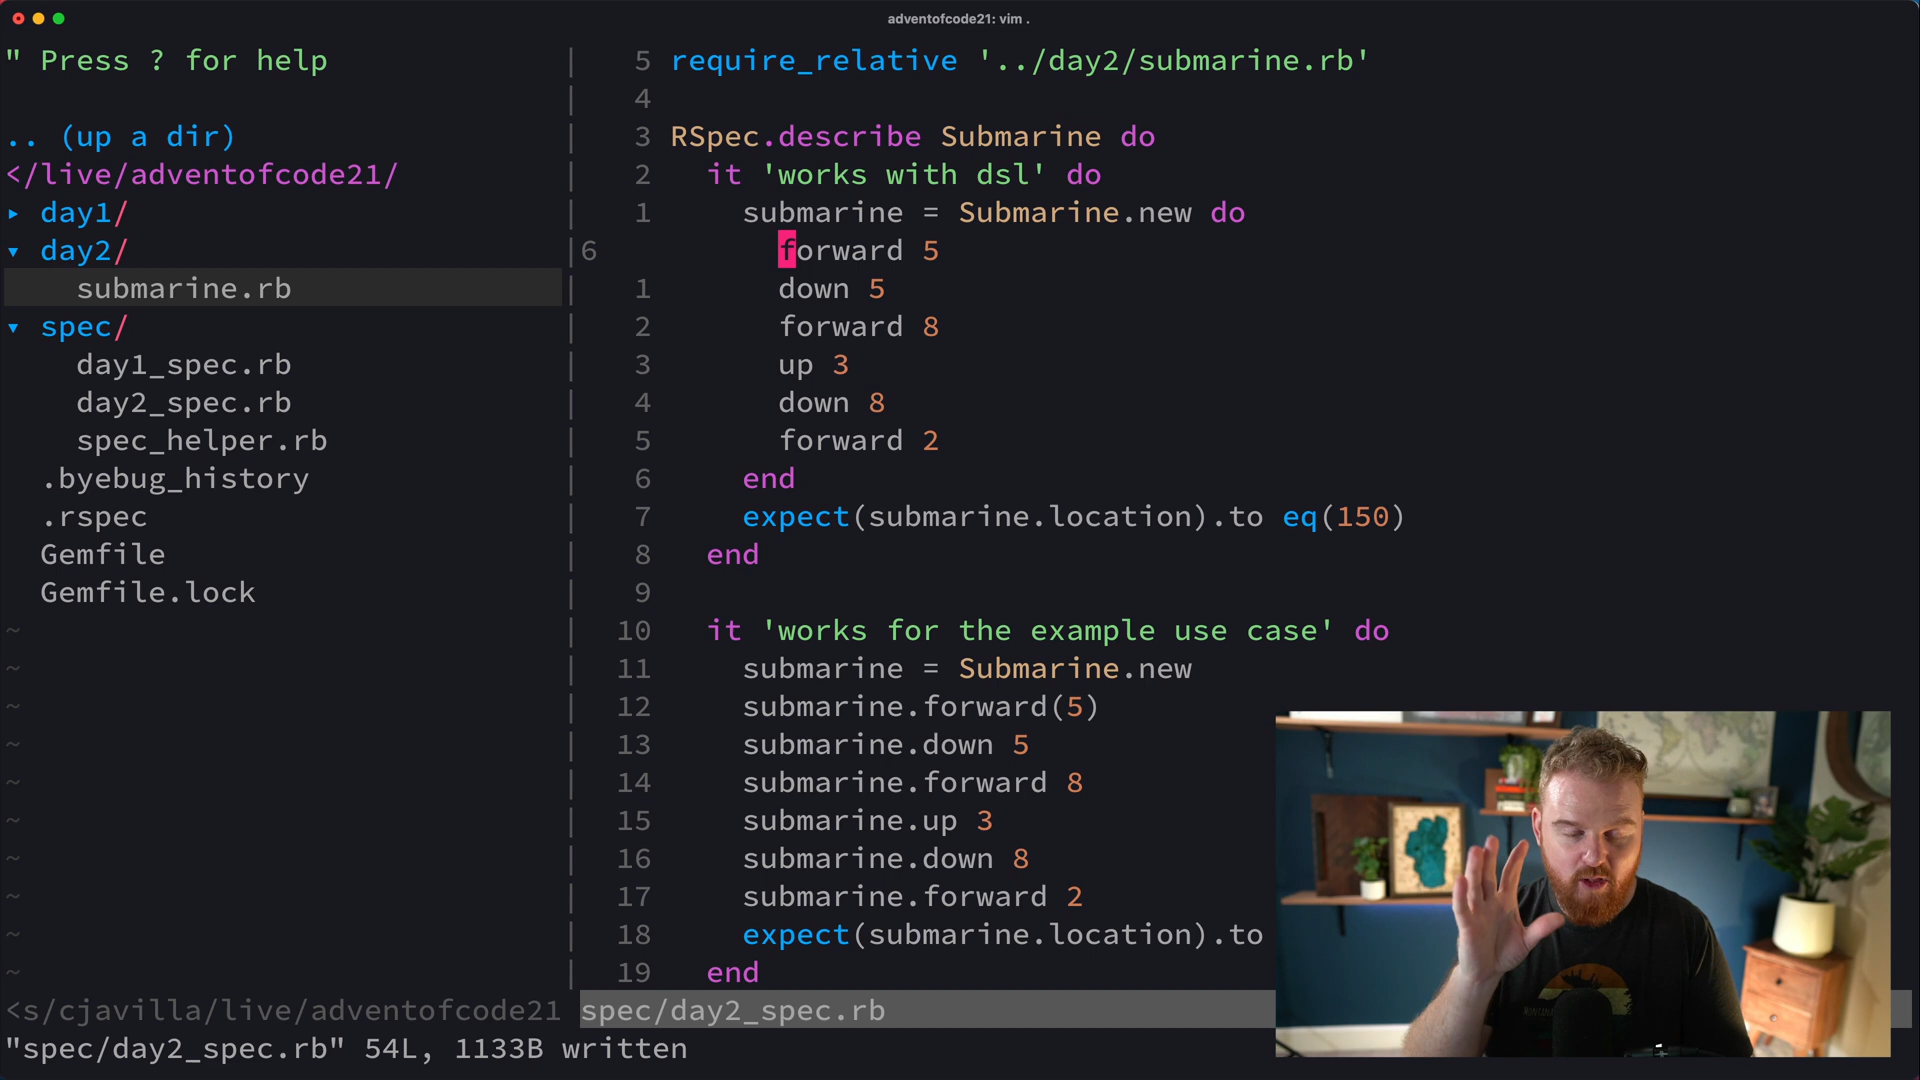 adventofcode21: vim .
" Press ? for help
.. (up a dir)
</live/adventofcode21/
▸ day1/
▾ day2/
submarine.rb
▾ spec/
day1_spec.rb
day2_spec.rb
spec_helper.rb
.byebug_history
.rspec
Gemfile
Gemfile.lock
~
~
~
~
~
~
~
~
~
~
<s/cjavilla/live/adventofcode21
5 require_relative '../day2/submarine.rb'
4
3 RSpec.describe Submarine do
2 it 'works with dsl' do
1 submarine = Submarine.new do
6 forward 5
1 down 5
2 forward 8
3 up 3
4 down 8
5 forward 2
6 end
7 expect(submarine.location).to eq(150)
8 end
9
10 it 'works for the example use case' do
11 submarine = Submarine.new
12 submarine.forward(5)
13 submarine.down 5
14 submarine.forward 8
15 submarine.up 3
16 submarine.down 8
17 submarine.forward 2
18 expect(submarine.location).to
19 end
spec/day2_spec.rb
"spec/day2_spec.rb" 54L, 1133B written